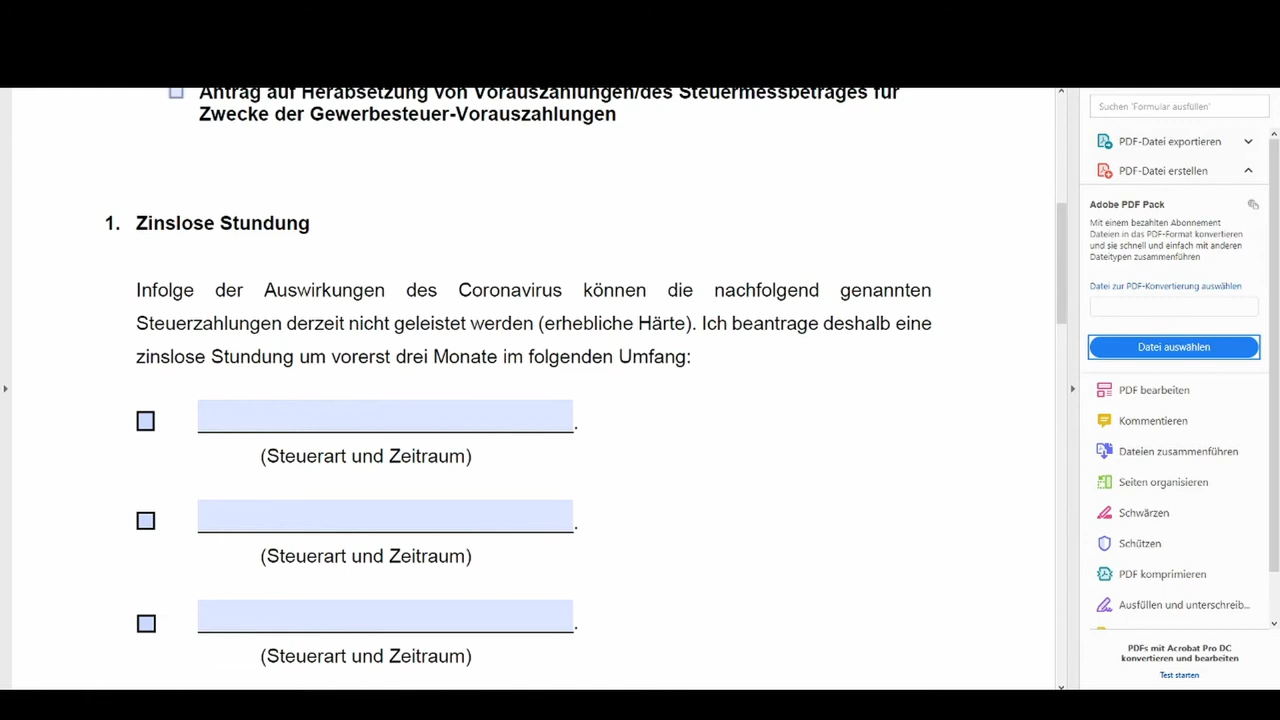 Antrag auf Herabsetzung von Vorauszahlungen/des Steuermessbetrages für
Zwecke der Gewerbesteuer-Vorauszahlungen
1. Zinslose Stundung
Infolge der Auswirkungen des Coronavirus können die nachfolgend genannten
Steuerzahlungen derzeit nicht geleistet werden (erhebliche Härte). Ich beantrage deshalb eine
zinslose Stundung um vorerst drei Monate im folgenden Umfang:
.
(Steuerart und Zeitraum)
.
(Steuerart und Zeitraum)
.
(Steuerart und Zeitraum)
Suchen 'Formular ausfüllen'
PDF-Datei exportieren
PDF-Datei erstellen
Adobe PDF Pack
Mit einem bezahlten Abonnement
Dateien in das PDF-Format konvertieren
und sie schnell und einfach mit anderen
Dateitypen zusammenführen
Datei zur PDF-Konvertierung auswählen
Datei auswählen
PDF bearbeiten
Kommentieren
Dateien zusammenführen
Seiten organisieren
Schwärzen
Schützen
PDF komprimieren
Ausfüllen und unterschreib...
PDFs mit Acrobat Pro DC
konvertieren und bearbeiten
Test starten